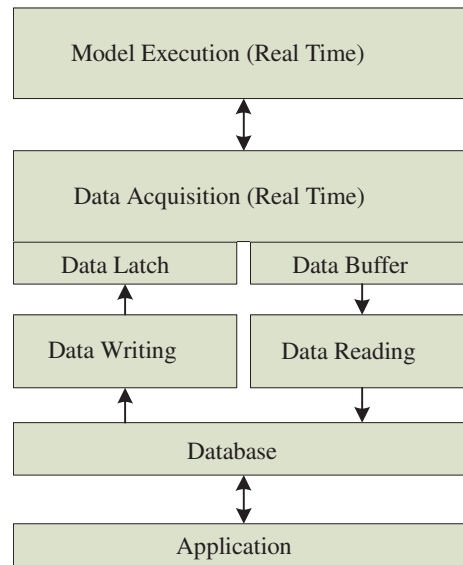 Model Execution (Real Time)
Data Acquisition (Real Time)
Data Latch
Data Buffer
Data Writing
Data Reading
Database
Application